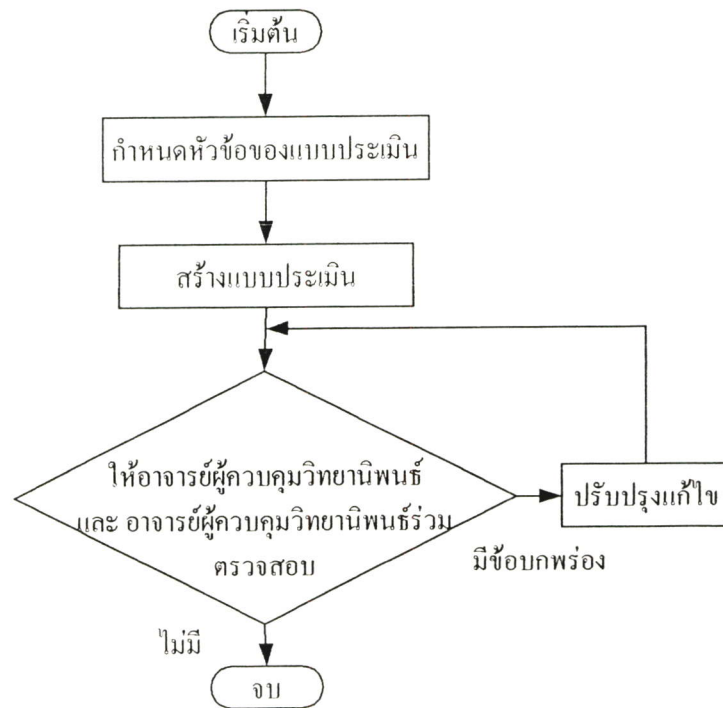 เริ่มต้น
กำหนดหัวข้อของแบบประเมิน
สร้างแบบประเมิน
ให้อาจารย์ผู้ควบคุมวิทยานิพนธ์
และ อาจารย์ผู้ควบคุมวิทยานิพนธ์ร่วม
ตรวจสอบ
ปรับปรุงแก้ไข
มีข้อบกพร่อง
ไม่มี
จบ